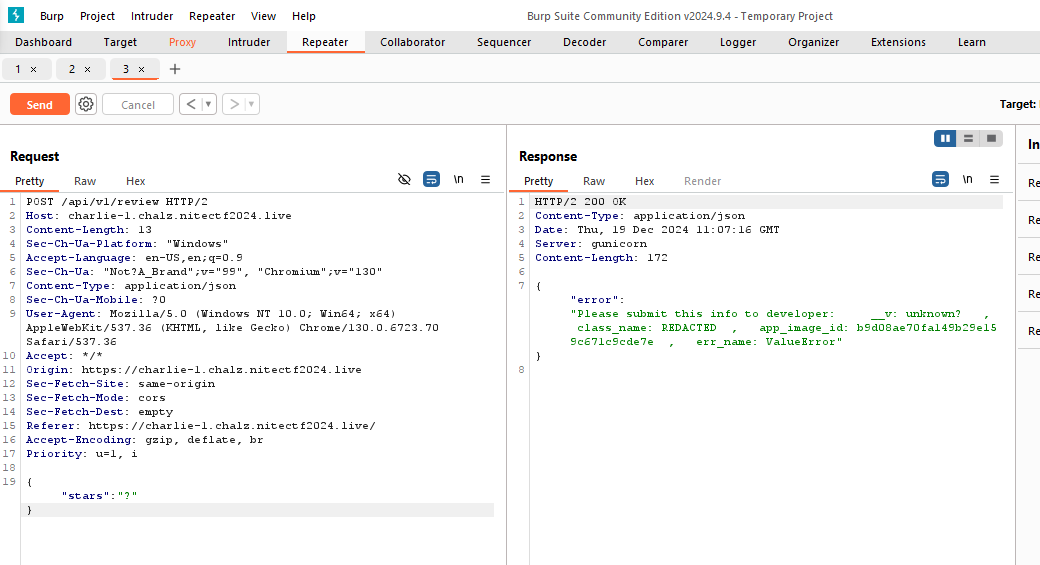 Burp Project Intruder Repeater View Help Burp Suite Community Edition v2024.9.4 - Temporary Project
Dashboard Target Proxy Intruder Repeater Collaborator Sequencer Decoder Comparer Logger Organizer Extensions Learn
1 × 2 × 3 × +
Send Cancel < ▾ > ▾ Target:
Request
Pretty Raw Hex \n
1 POST /api/v1/review HTTP/2
2 Host: charlie-1.chalz.nitectf2024.live
3 Content-Length: 13
4 Sec-Ch-Ua-Platform: "Windows"
5 Accept-Language: en-US,en;q=0.9
6 Sec-Ch-Ua: "Not?A_Brand";v="99", "Chromium";v="130"
7 Content-Type: application/json
8 Sec-Ch-Ua-Mobile: ?0
9 User-Agent: Mozilla/5.0 (Windows NT 10.0; Win64; x64)
AppleWebKit/537.36 (KHTML, like Gecko) Chrome/130.0.6723.70
Safari/537.36
10 Accept: */*
11 Origin: https://charlie-1.chalz.nitectf2024.live
12 Sec-Fetch-Site: same-origin
13 Sec-Fetch-Mode: cors
14 Sec-Fetch-Dest: empty
15 Referer: https://charlie-1.chalz.nitectf2024.live/
16 Accept-Encoding: gzip, deflate, br
17 Priority: u=1, i
18
19 {
"stars":"?"
}
Response
Pretty Raw Hex Render \n
1 HTTP/2 200 OK
2 Content-Type: application/json
3 Date: Thu, 19 Dec 2024 11:07:16 GMT
4 Server: gunicorn
5 Content-Length: 172
6
7 {
"error":
"Please submit this info to developer: __v: unknown? ,
class_name: REDACTED , app_image_id: b9d08ae70fa149b29e15
9c671c9cde7e , err_name: ValueError"
}
8
In
Re
Re
Re
Re
Re